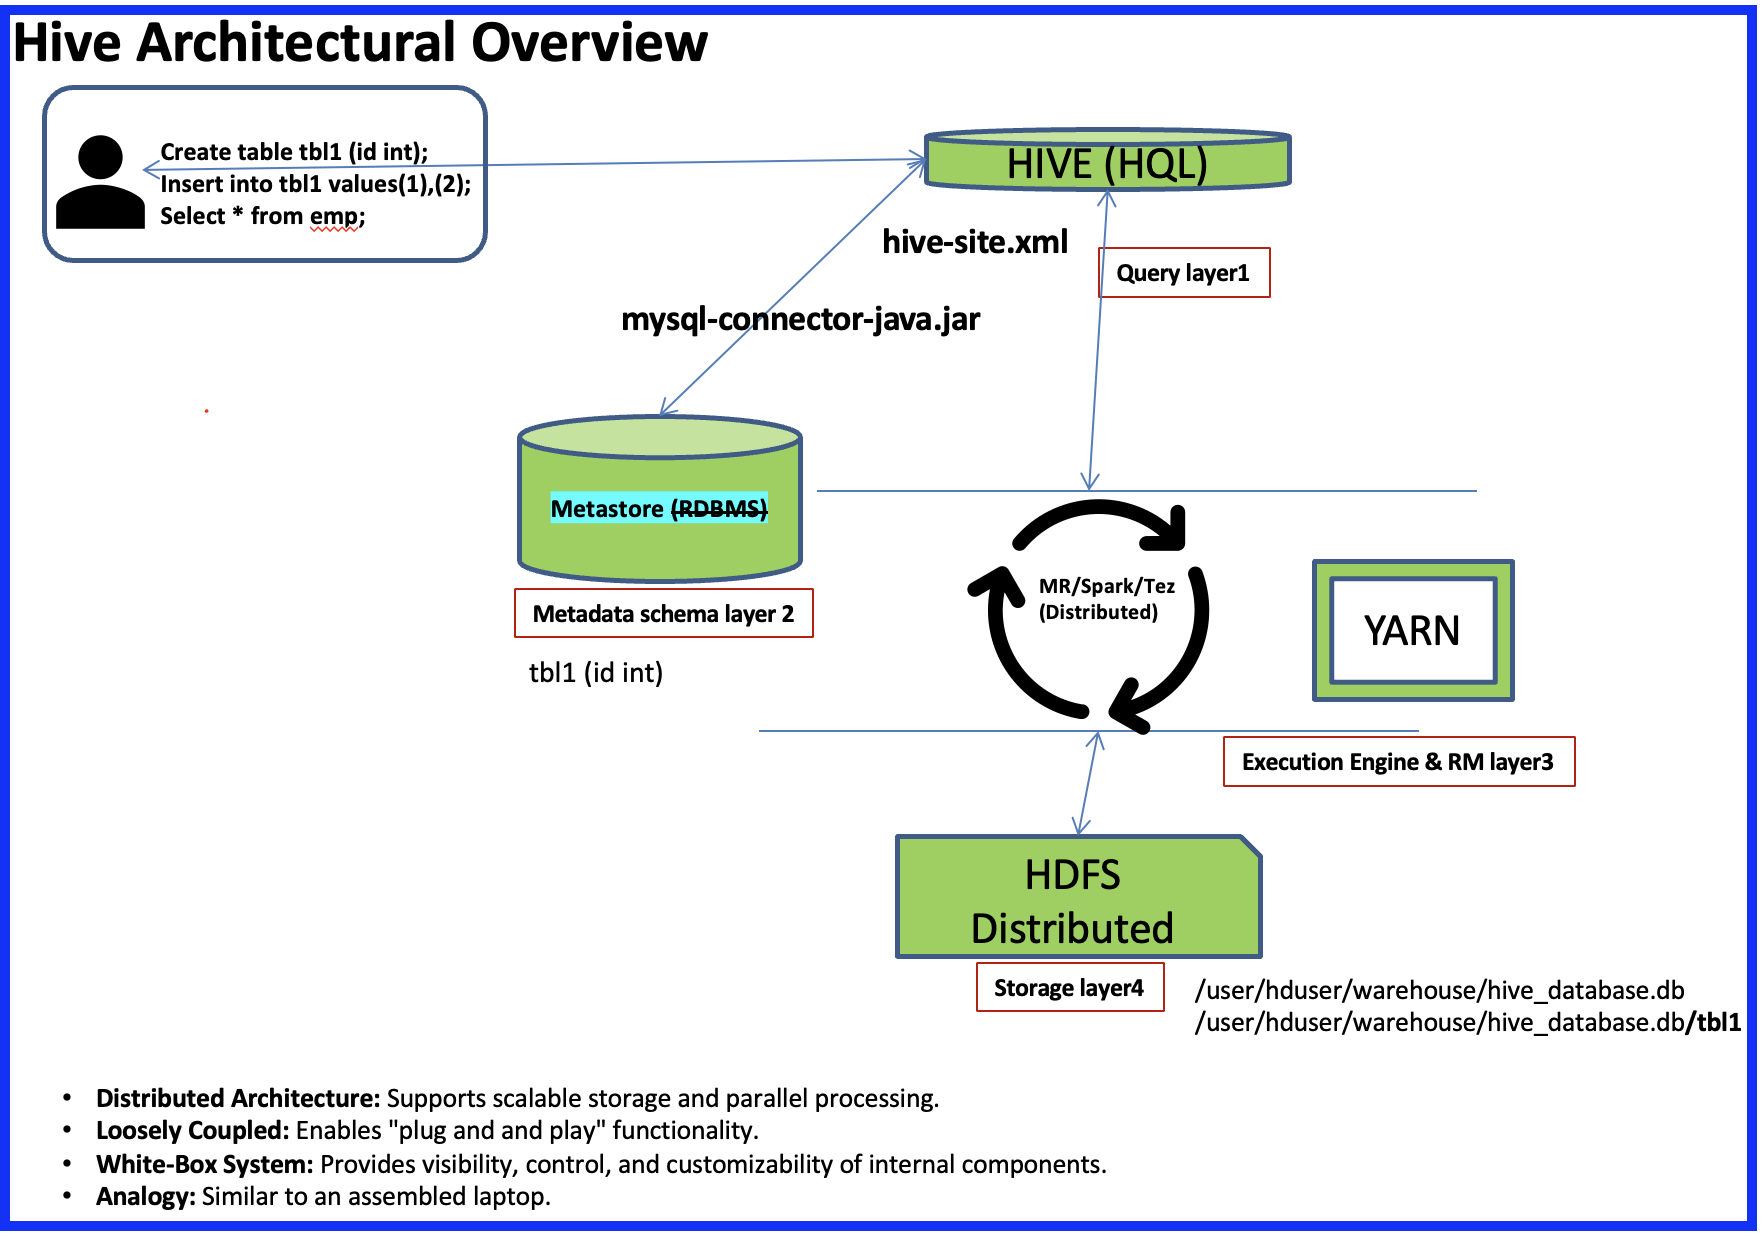 Hive Architectural Overview
Create table tbl1 (id int);
Insert into tbl1 values(1),(2);
Select * from emp;
HIVE (HQL)
hive-site.xml
Query layer1
mysql-connector-java.jar
Metastore (RDBMS)
Metadata schema layer 2
tbl1 (id int)
MR/Spark/Tez
(Distributed)
YARN
Execution Engine & RM layer3
HDFS
Distributed
Storage layer4
/user/hduser/warehouse/hive_database.db
/user/hduser/warehouse/hive_database.db/tbl1
• Distributed Architecture: Supports scalable storage and parallel processing.
• Loosely Coupled: Enables "plug and and play" functionality.
• White-Box System: Provides visibility, control, and customizability of internal components.
• Analogy: Similar to an assembled laptop.